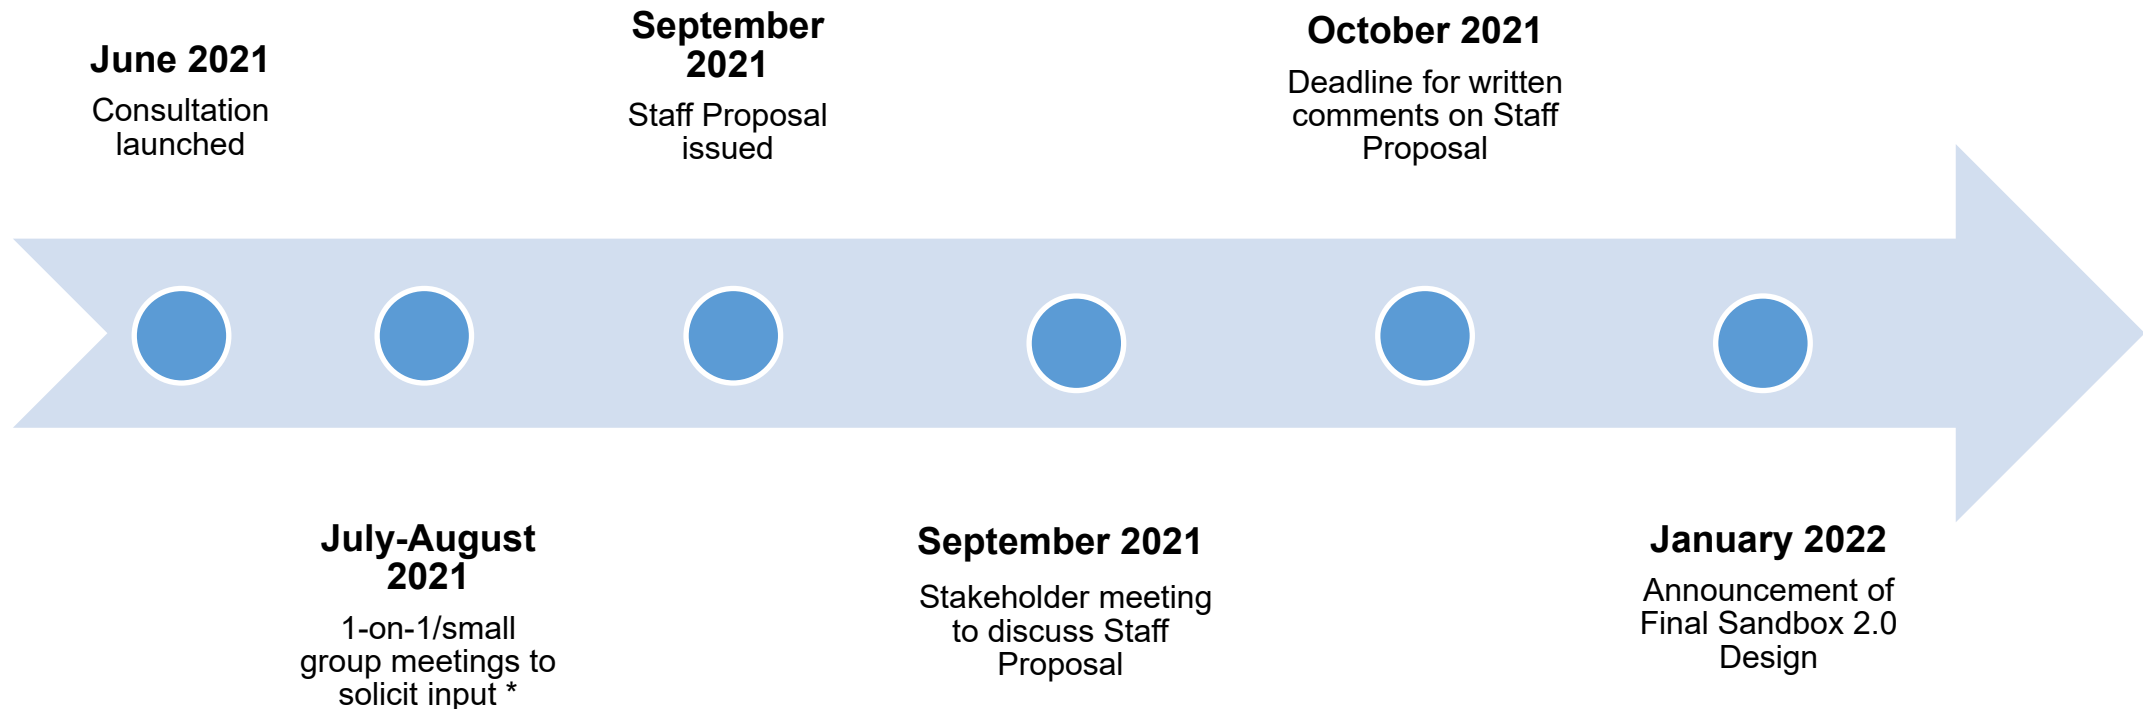 June 2021
Consultation
launched
July-August
2021
1-on-1/small
group meetings to
solicit input *
September
2021
Staff Proposal
issued
September 2021
Stakeholder meeting
to discuss Staff
Proposal
October 2021
Deadline for written
comments on Staff
Proposal
January 2022
Announcement of
Final Sandbox 2.0
Design